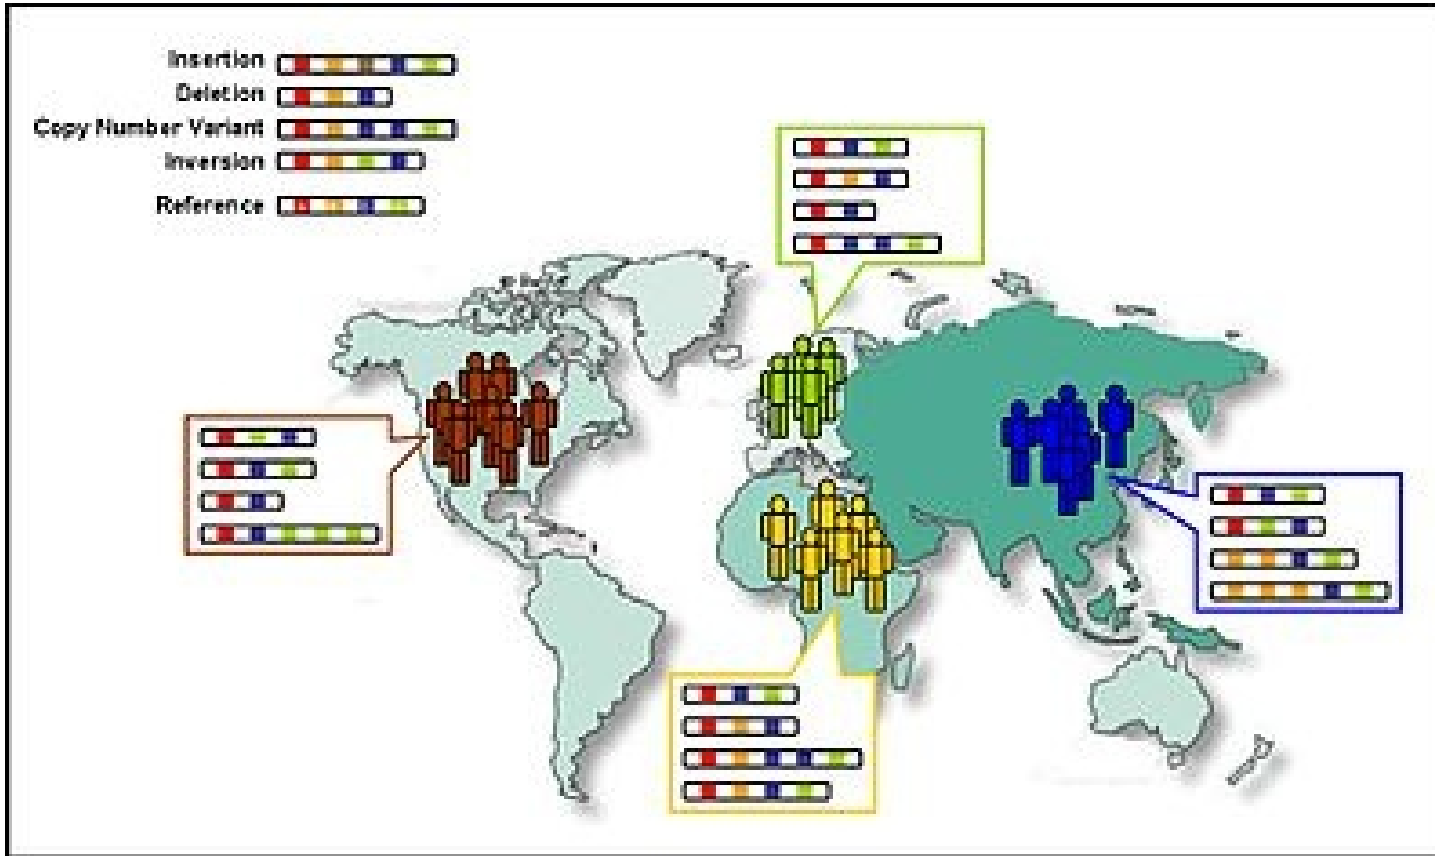 Insertion
Deletion
Copy Number Variant
Inversion
Reference